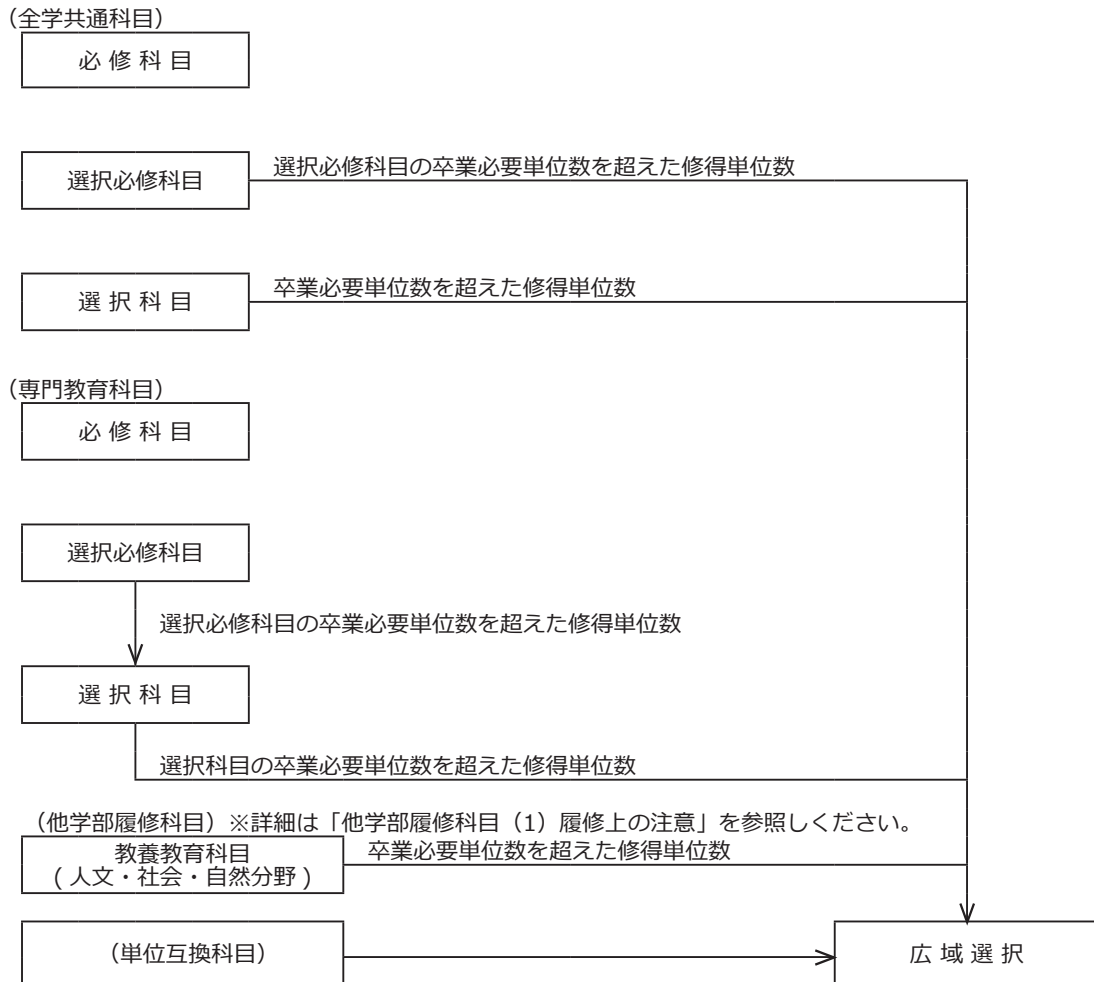 （全学共通科目）
必 修 科 目
選択必修科目
選択必修科目の卒業必要単位数を超えた修得単位数
選 択 科 目
卒業必要単位数を超えた修得単位数
（専門教育科目）
必 修 科 目
選択必修科目
選択必修科目の卒業必要単位数を超えた修得単位数
選 択 科 目
選択科目の卒業必要単位数を超えた修得単位数
（他学部履修科目）※詳細は「他学部履修科目（1）履修上の注意」を参照しください。
教養教育科目
( 人文・社会・自然分野 )
卒業必要単位数を超えた修得単位数
（単位互換科目）
広 域 選 択